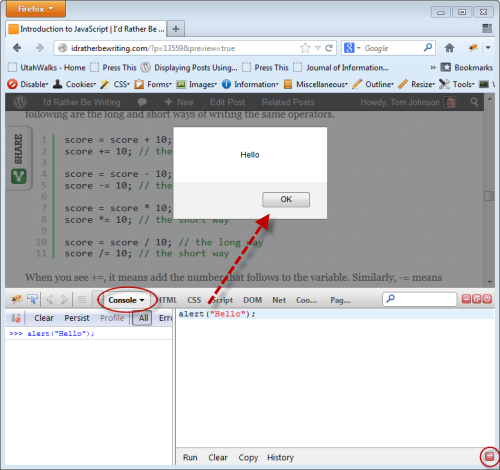 Firefox
Introduction to JavaScript | I'd Rather Be ...
idratherbewriting.com/?p=13559&preview=true
Google
UtahWalks - Home
Press This
Displaying Posts Using...
Press This
Journal of Information...
Bookmarks
Disable
Cookies
CSS
Forms
Images
Information
Miscellaneous
Outline
Resize
Tools
I'd Rather Be Writing
+ New
Edit Post
Related Posts
Howdy, Tom Johnson
following are the long and short ways of writing the same operators.
SHARE
1 score = score + 10;
2 score += 10; // the
3
4 score = score - 10;
5 score -= 10; // the
6
7 score = score * 10;
8 score *= 10; // the short way
9
10 score = score / 10; // the long way
11 score /= 10; // the short way
Hello
OK
When you see +=, it means add the number that follows to the variable. Similarly, -= means
Console
HTML
CSS
Script
DOM
Net
Coo...
Pag...
Clear
Persist
Profile
All
Erro
>>> alert("Hello");
alert("Hello");
Run
Clear
Copy
History